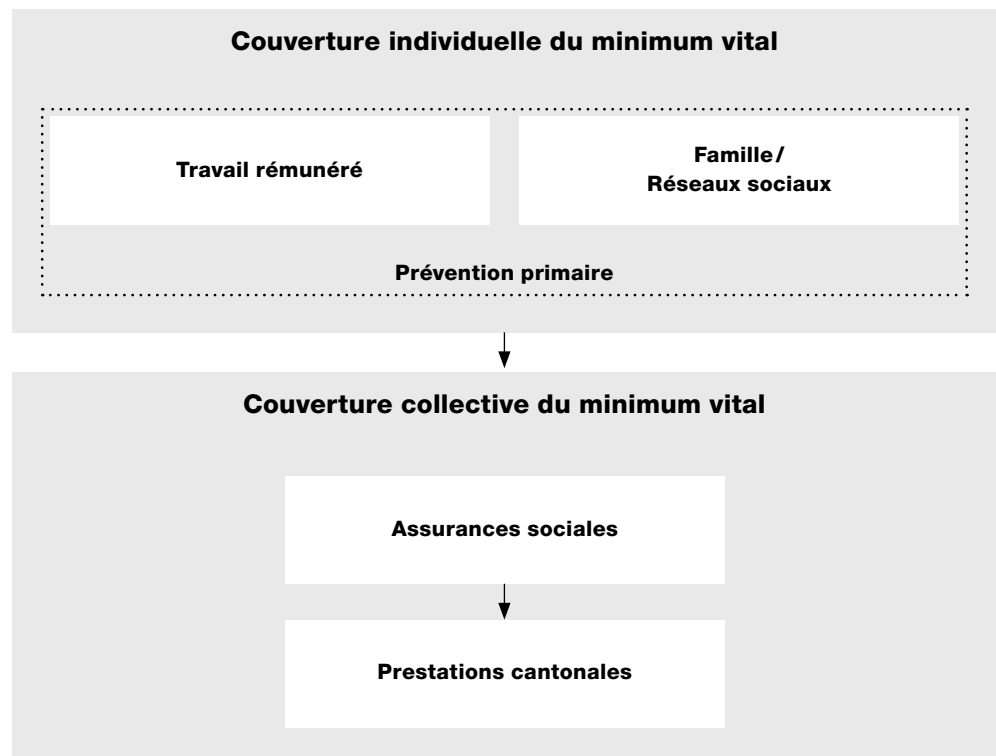 Couverture individuelle du minimum vital
Travail rémunéré
Famille/
Réseaux sociaux
Prévention primaire
Couverture collective du minimum vital
Assurances sociales
Prestations cantonales